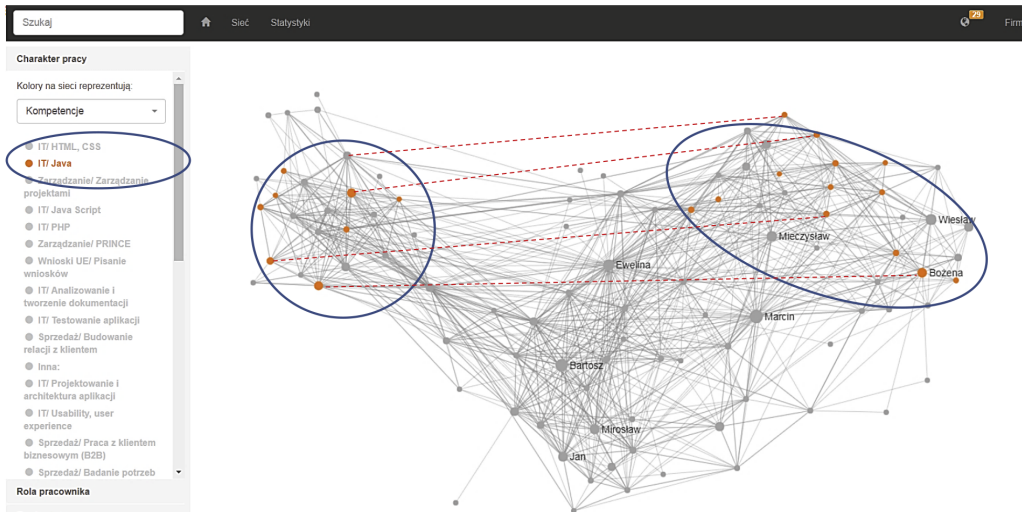 Szukaj
Sieć
Statystyki
29
Firm
Charakter pracy
Kolory na sieci reprezentują:
Kompetencje
IT/ HTML, CSS
IT/ Java
Zarządzanie/ Zarządzanie
projektami
IT/ Java Script
IT/ PHP
Zarządzanie/ PRINCE
Wnioski UE/ Pisanie
wniosków
IT/ Analizowanie i
tworzenie dokumentacji
IT/ Testowanie aplikacji
Sprzedaż/ Budowanie
relacji z klientem
Inna:
IT/ Projektowanie i
architektura aplikacji
IT/ Usability, user
experience
Sprzedaż/ Praca z klientem
biznesowym (B2B)
Sprzedaż/ Badanie potrzeb
Rola pracownika
Wiesław
Mieczysław
Ewelina
Bożena
Marcin
Bartosz
Mirosław
Jan